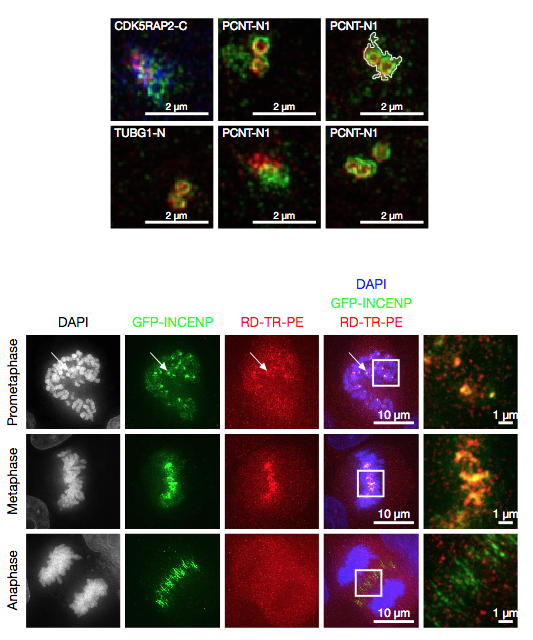 CDK5RAP2-C PCNT-N1 PCNT-N1
2 µm 2 µm 2 µm
TUBG1-N PCNT-N1 PCNT-N1
2 µm 2 µm 2 µm
DAPI
GFP-INCENP
DAPI GFP-INCENP RD-TR-PE RD-TR-PE
Prometaphase
10 µm 1 µm
Metaphase
10 µm 1 µm
Anaphase
10 µm 1 µm